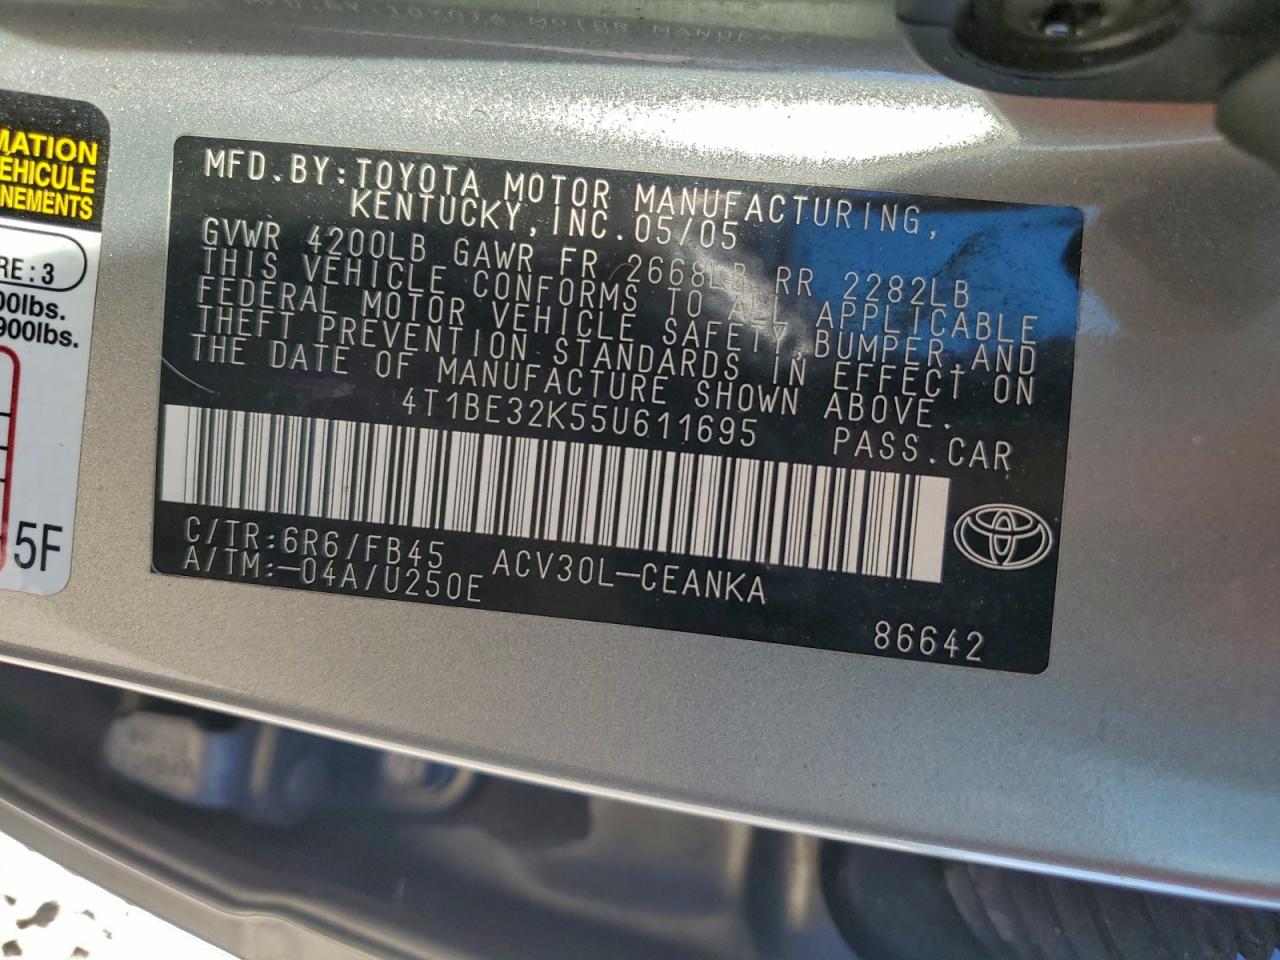 MFD.BY:TOYOTA MOTOR MANUFACTURING,
KENTUCKY,INC.05/05
GVWR 4200LB GAWR FR 2668LB RR 2282LB
THIS VEHICLE CONFORMS TO ALL APPLICABLE
FEDERAL MOTOR VEHICLE SAFETY,BUMPER AND
THEFT PREVENTION STANDARDS IN EFFECT ON
THE DATE OF MANUFACTURE SHOWN ABOVE.
4T1BE32K55U611695 PASS.CAR
C/TR:6R6/FB45 ACV30L-CEANKA
A/TM:-04A/U250E
86642
MATION
ÉHICULE
NEMENTS
RE:3
00lbs.
900lbs.
5F